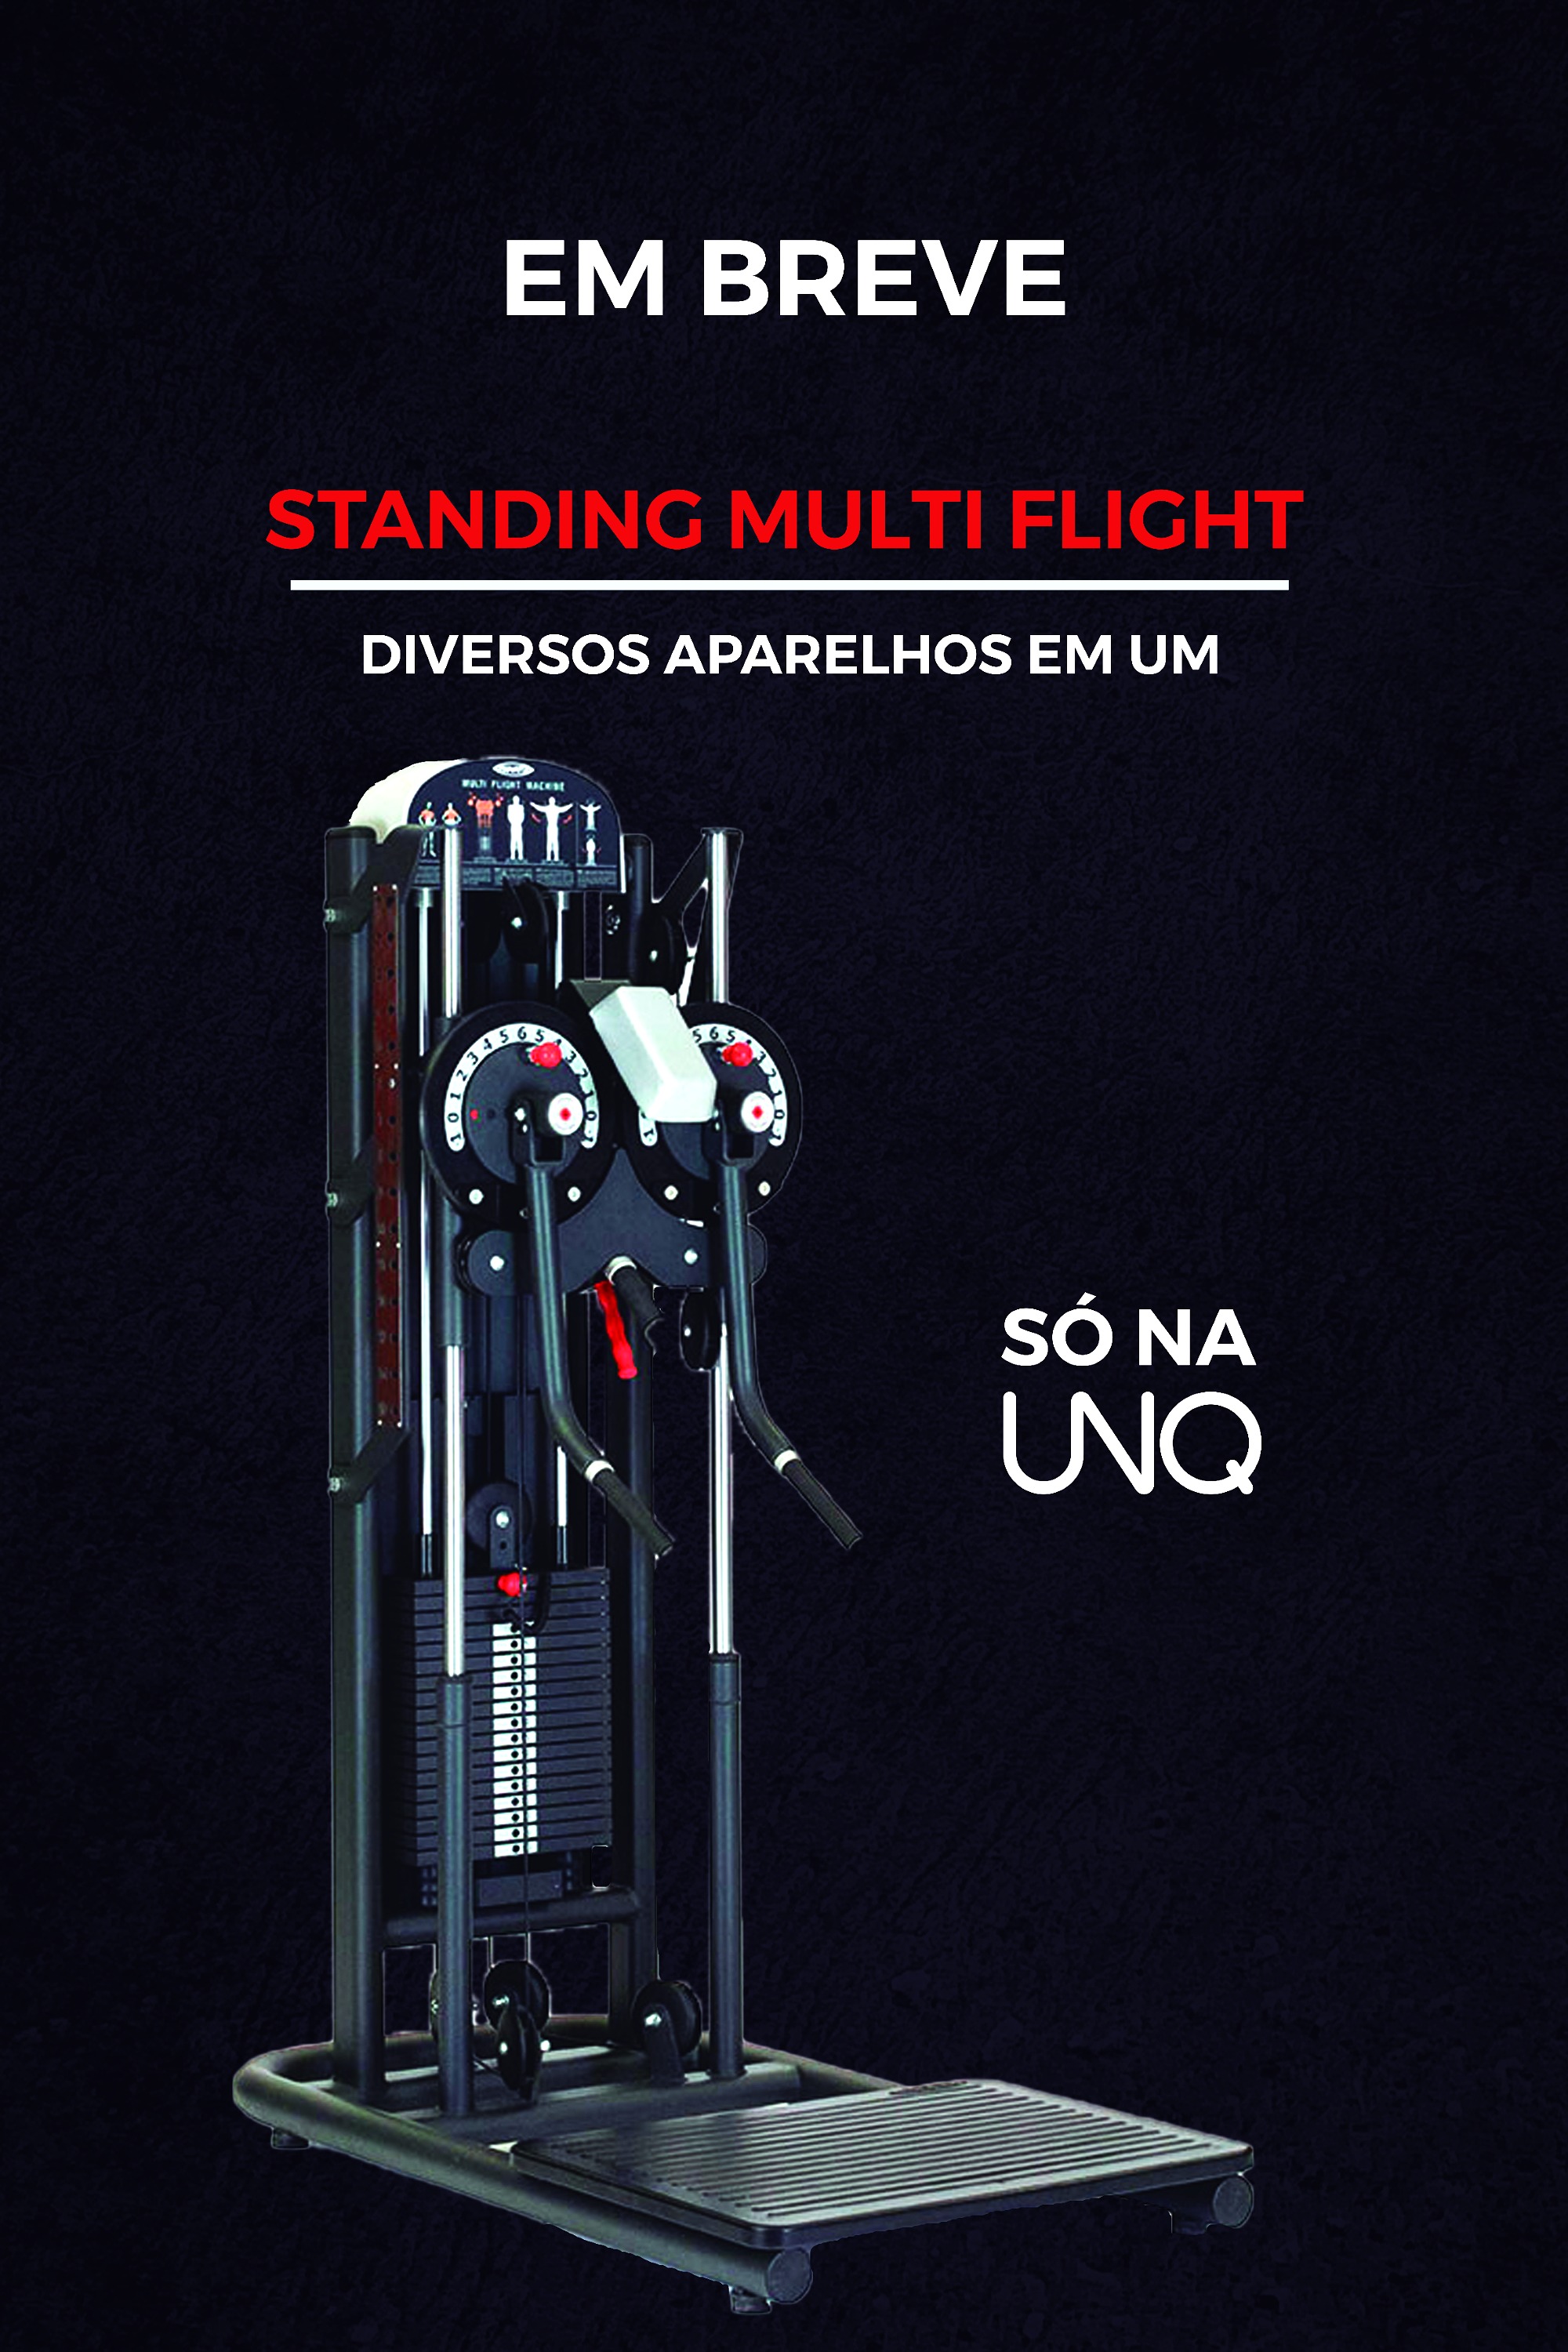 EM BREVE
STANDING MULTI FLIGHT
DIVERSOS APARELHOS EM UM
MULTI FLIGHT MACHINE
SÓ NA
UNQ